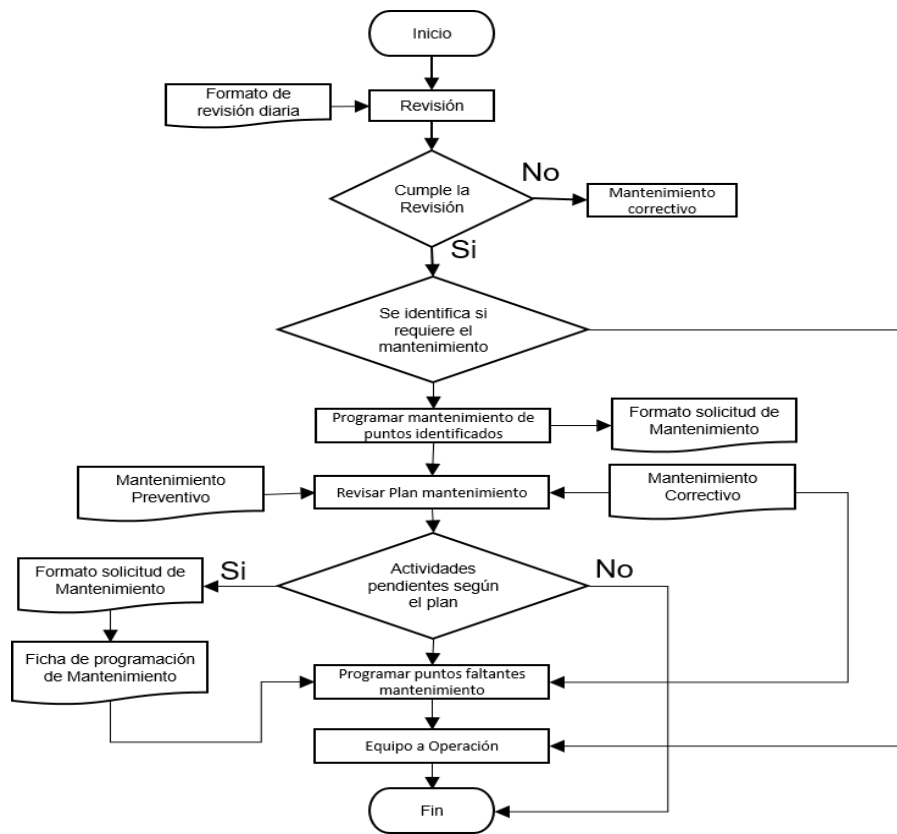 Inicio
Formato de
revisión diaria
Revisión
Cumple la
Revisión
No
Mantenimiento
correctivo
Si
Se identifica si
requiere el
mantenimiento
Programar mantenimiento de
puntos identificados
Formato solicitud de
Mantenimiento
Mantenimiento
Preventivo
Revisar Plan mantenimiento
Mantenimiento
Correctivo
Formato solicitud de
Mantenimiento
Si
Actividades
pendientes según
el plan
No
Ficha de programación
de Mantenimiento
Programar puntos faltantes
mantenimiento
Equipo a Operación
Fin